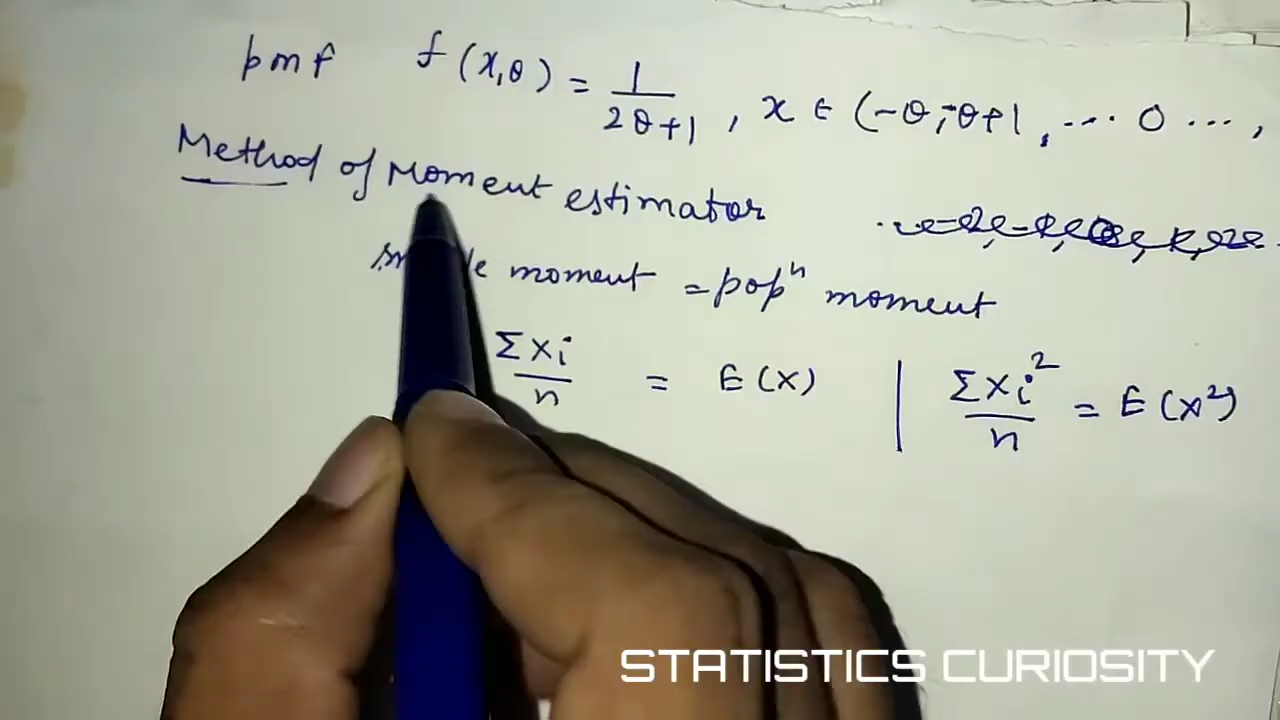 pmf f(x,θ) = 1/2θ+1, x ∈ (-θ,-θ+1, .... 0 ...,
Method of Moment estimator
moment = popⁿ moment
Σxi/n = E(x) | Σxi²/n = E(x²)
STATISTICS CURIOSITY